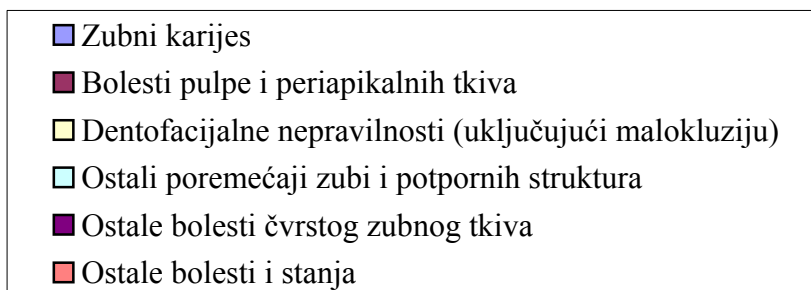 Zubni karijes
Bolesti pulpe i periapikalnih tkiva
Dentofacijalne nepravilnosti (uključujući malokluziju)
Ostali poremećaji zubi i potpornih struktura
Ostale bolesti čvrstog zubnog tkiva
Ostale bolesti i stanja